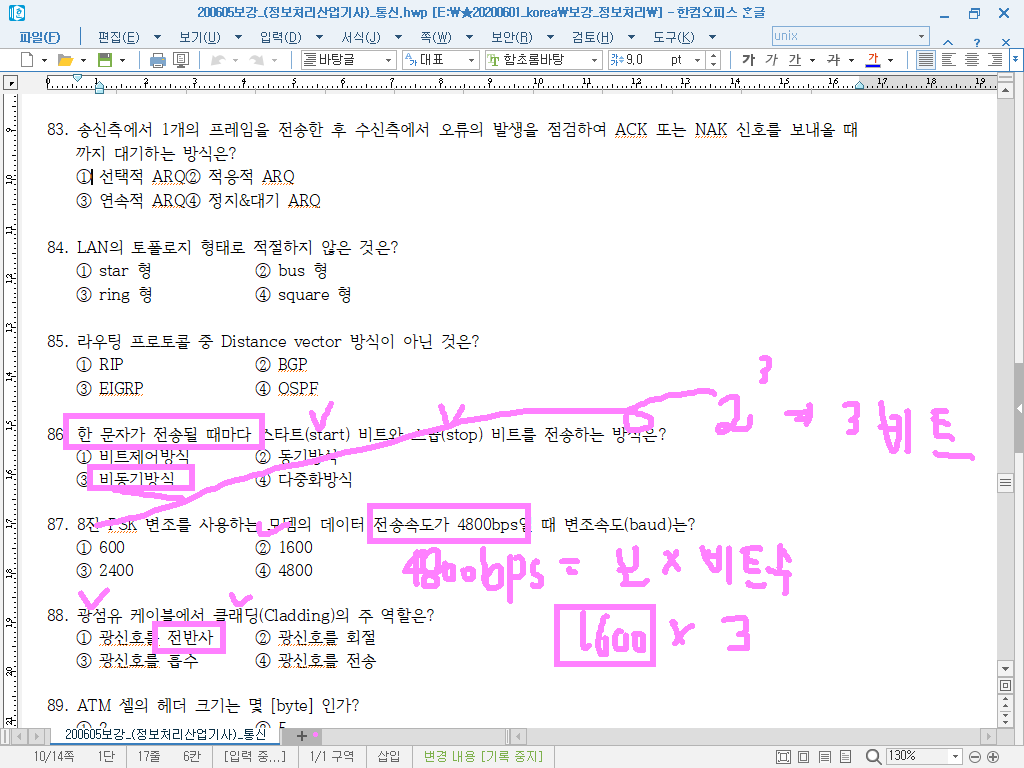 200605보강_(정보처리산업기사)_통신.hwp [E:₩★20200601_korea₩보강_정보처리₩] - 한컴오피스 흔글
파일(F) 편집(E) 보기(U) 입력(D) 서식(J) 쪽(W) 보안(R) 검토(H) 도구(K) unix
바탕글 대표 함초롬바탕 9,0 pt 가 가 가 가 가
83. 송신측에서 1개의 프레임을 전송한 후 수신측에서 오류의 발생을 점검하여 ACK 또는 NAK 신호를 보내올 때
까지 대기하는 방식은?
① 선택적 ARQ② 적응적 ARQ
③ 연속적 ARQ④ 정지&대기 ARQ
84. LAN의 토폴로지 형태로 적절하지 않은 것은?
① star 형 ② bus 형
③ ring 형 ④ square 형
85. 라우팅 프로토콜 중 Distance vector 방식이 아닌 것은?
① RIP ② BGP
③ EIGRP ④ OSPF
2³ → 3비트
86. 한 문자가 전송될 때마다 스타트(start) 비트와 스톱(stop) 비트를 전송하는 방식은?
① 비트제어방식 ② 동기방식
③ 비동기방식 ④ 다중화방식
87. 8진 PSK 변조를 사용하는 모뎀의 데이터 전송속도가 4800bps일 때 변조속도(baud)는?
① 600 ② 1600
③ 2400 ④ 4800
4800bps = 변 × 비트수
1600 × 3
88. 광섬유 케이블에서 클래딩(Cladding)의 주 역할은?
① 광신호를 전반사 ② 광신호를 회절
③ 광신호를 흡수 ④ 광신호를 전송
89. ATM 셀의 헤더 크기는 몇 [byte] 인가?
① 2 ② 5
200605보강_(정보처리산업기사)_통신
10/14쪽 1단 17줄 6칸 [입력 중...] 1/1 구역 삽입 변경 내용 [기록 중지] 130%